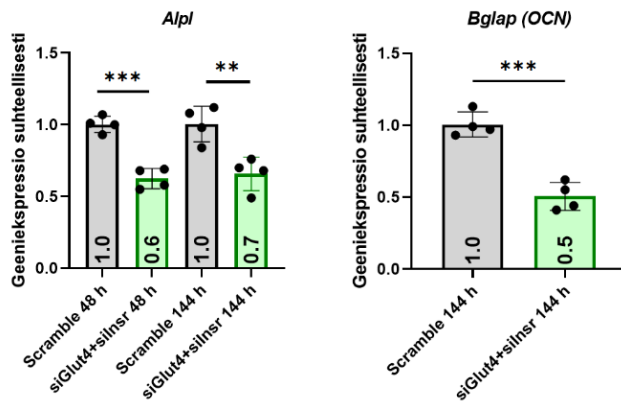 Alpl
Geeniekspressio suhteellisesti
1.5
1.0
0.5
0.0
***
**
1.0
0.6
1.0
0.7
Scramble 48 h
siGlut4+siInsr 48 h
Scramble 144 h
siGlut4+siInsr 144 h
Bglap (OCN)
Geeniekspressio suhteellisesti
1.5
1.0
0.5
0.0
***
1.0
0.5
Scramble 144 h
siGlut4+siInsr 144 h